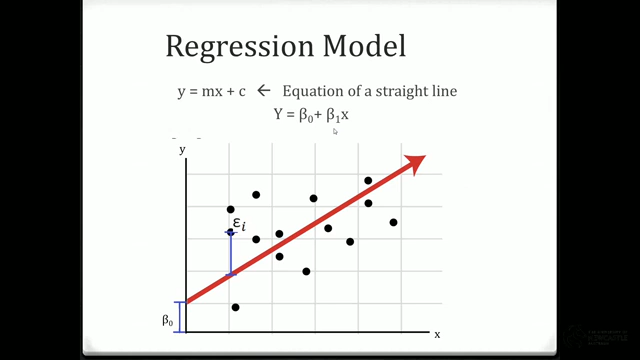 Regression Model
y = mx + c ← Equation of a straight line
Y = β₀+ β₁x
y
εᵢ
β₀
x